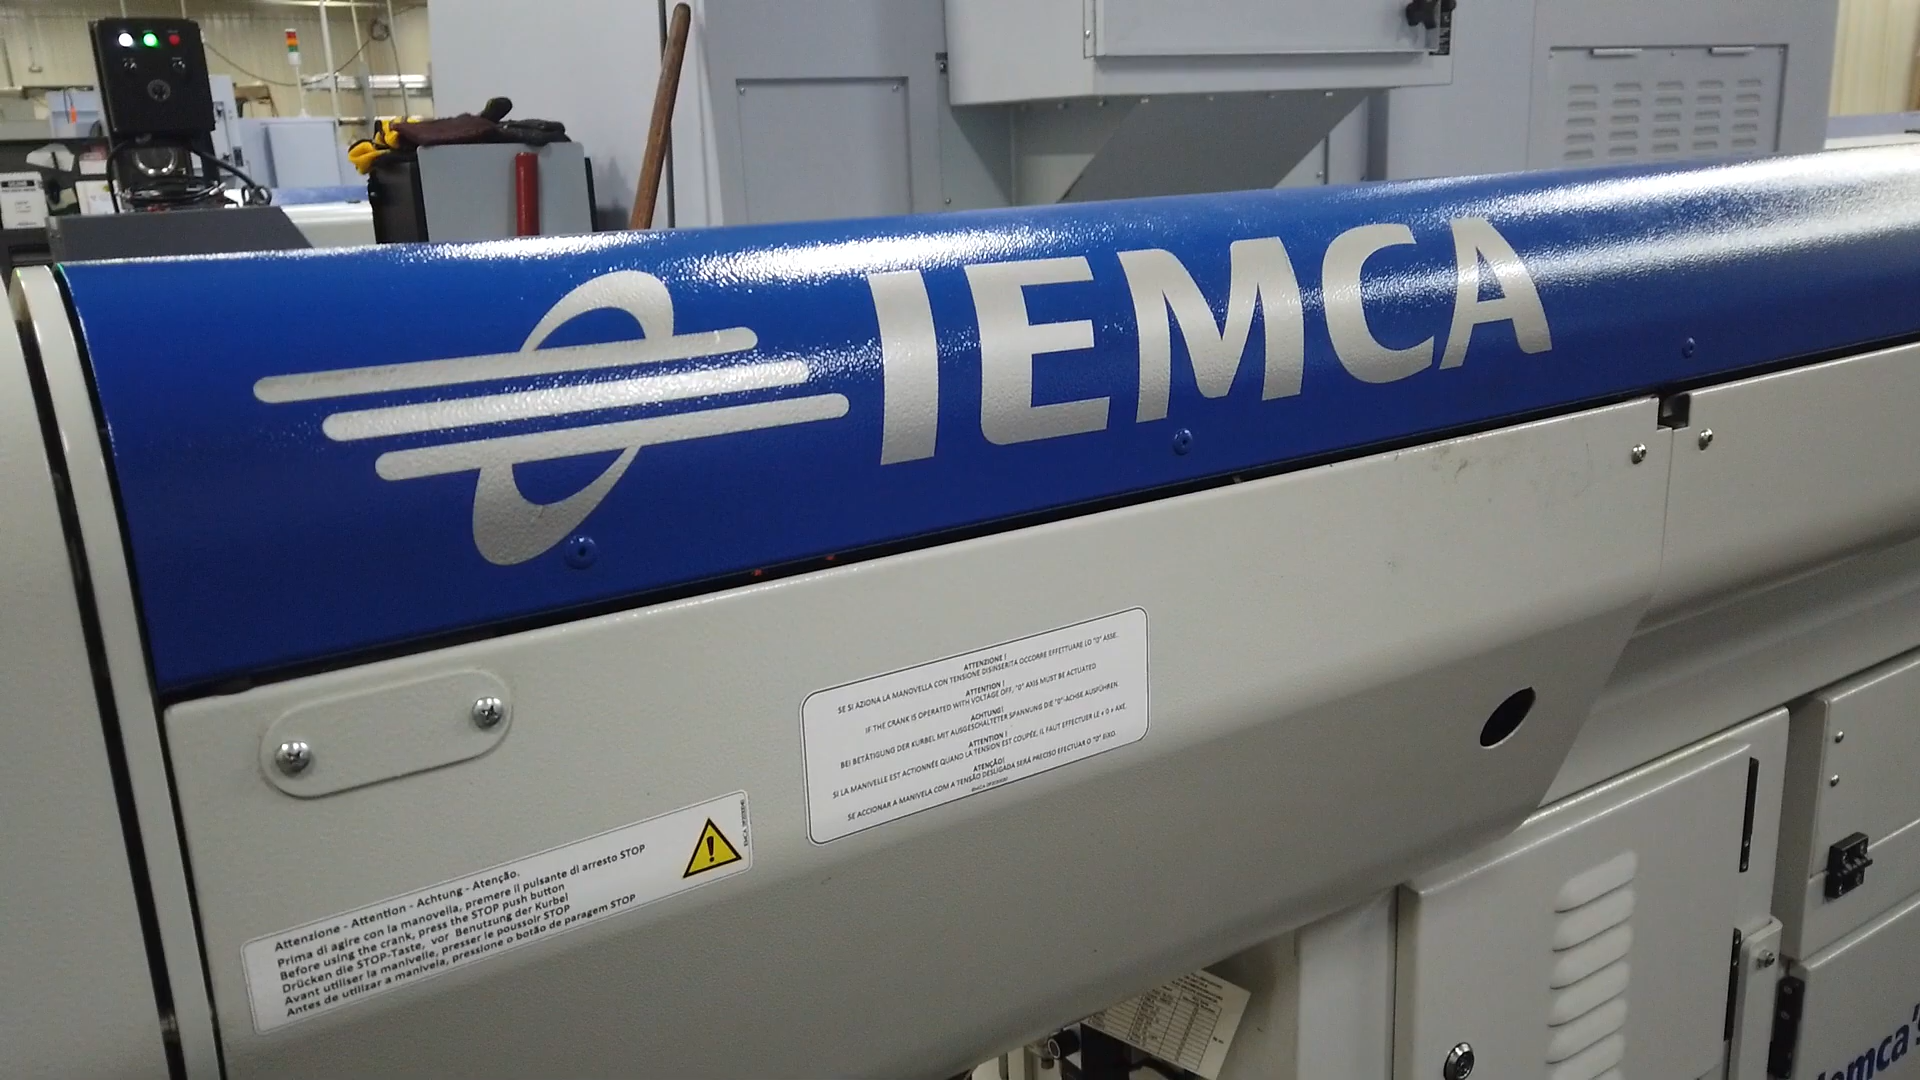 IEMCA
ATTENZIONE !
SE SI AZIONA LA MANOVELLA CON TENSIONE DISINSERITA OCCORRE EFFETTUARE LO "0" ASSE.
ATTENTION !
IF THE CRANK IS OPERATED WITH VOLTAGE OFF, "0" AXIS MUST BE ACTUATED
ACHTUNG!
BEI BETÄTIGUNG DER KURBEL MIT AUSGESCHALTETER SPANNUNG DIE "0"-ACHSE AUSFÜHREN.
ATTENTION !
SI LA MANIVELLE EST ACTIONNÉE QUAND LA TENSION EST COUPÉE, IL FAUT EFFECTUER LE « 0 » AXE.
ATENÇÃO!
SE ACCIONAR A MANIVELA COM A TENSÃO DESLIGADA SERÁ PRECISO EFECTUAR O "0" EIXO.
Attenzione - Attention - Achtung - Atenção.
Prima di agire con la manovella, premere il pulsante di arresto STOP
Before using the crank, press the STOP push button
Drücken die STOP-Taste, vor Benutzung der Kurbel
Avant utiliser la manivelle, presser le poussoir STOP
Antes de utilizar a manivela, pressione o botão de paragem STOP